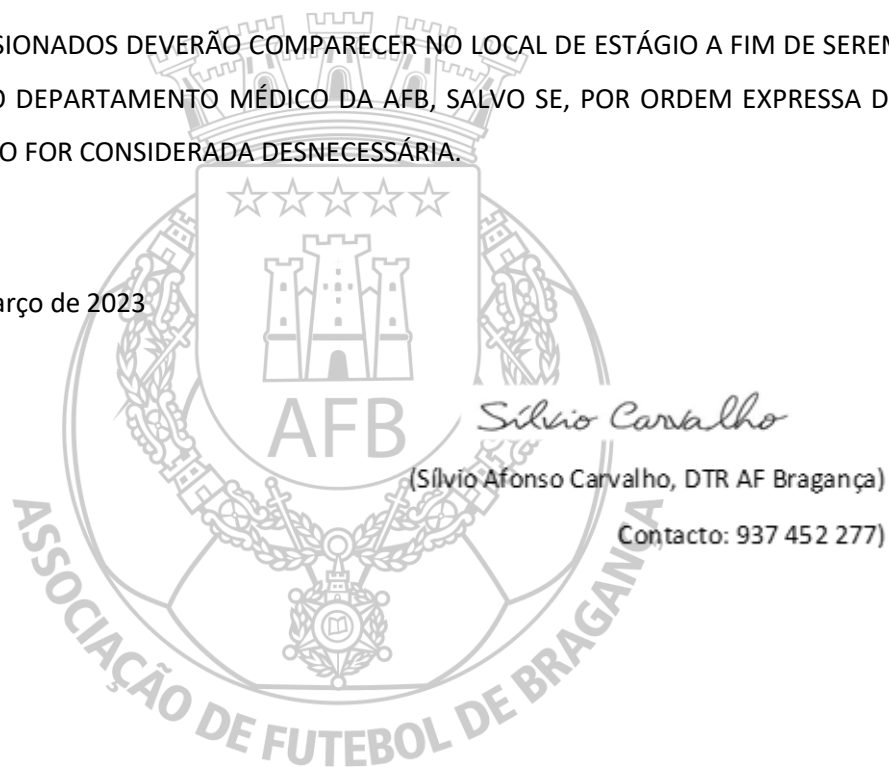 SIONADOS DEVERÃO COMPARECER NO LOCAL DE ESTÁGIO A FIM DE SEREM
O DEPARTAMENTO MÉDICO DA AFB, SALVO SE, POR ORDEM EXPRESSA D
O FOR CONSIDERADA DESNECESSÁRIA.
arço de 2023
AFB
Sílvio Carvalho
(Sílvio Afonso Carvalho, DTR AF Bragança)
Contacto: 937 452 277)
ASSOCIAÇÃO DE FUTEBOL DE BRAGANÇA